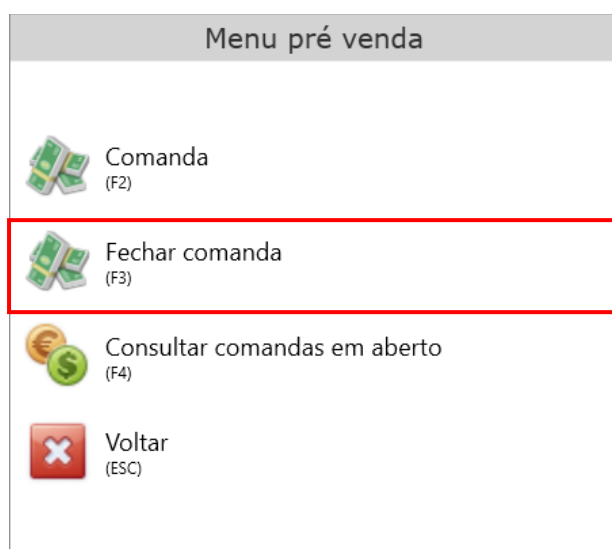 Menu pré venda
Comanda
(F2)
Fechar comanda
(F3)
Consultar comandas em aberto
(F4)
Voltar
(ESC)